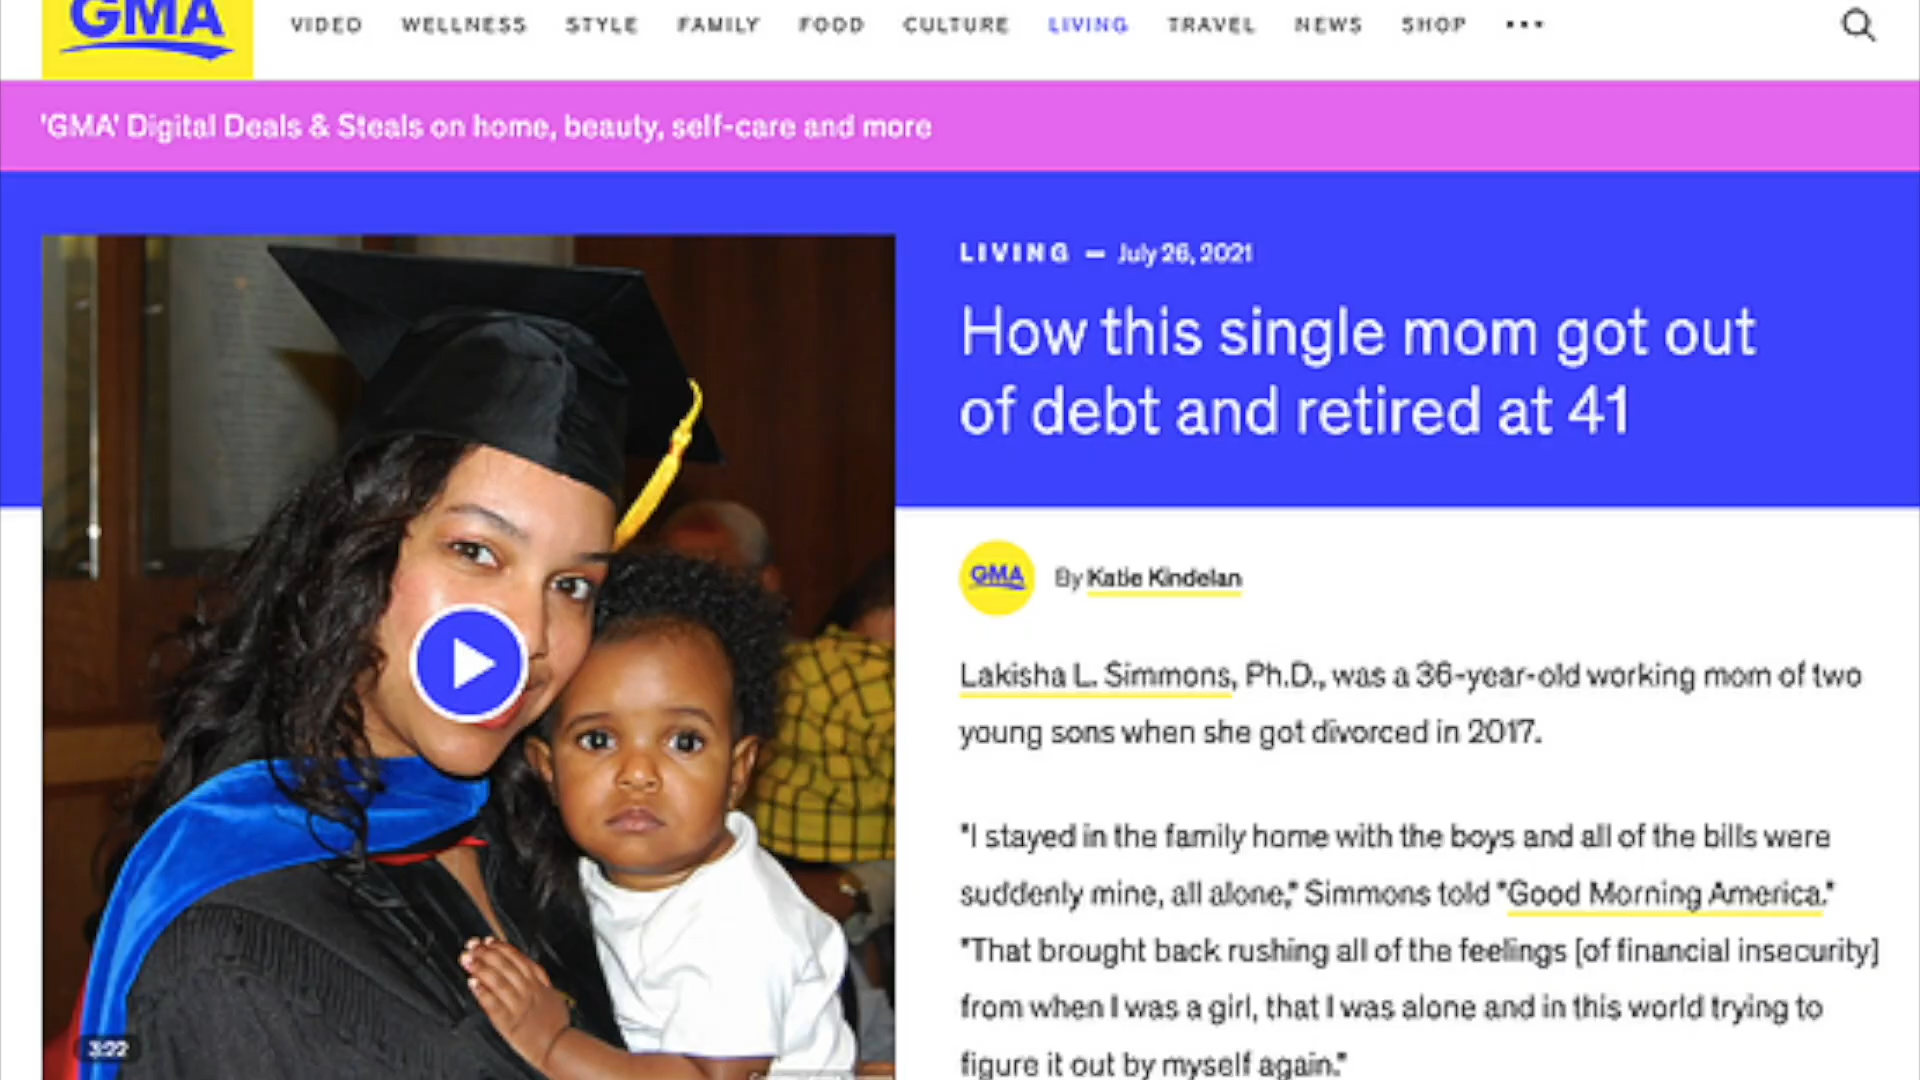 GMA
VIDEO WELLNESS STYLE FAMILY FOOD CULTURE LIVING TRAVEL NEWS SHOP
'GMA' Digital Deals & Steals on home, beauty, self-care and more
LIVING — July 26, 2021
How this single mom got out
of debt and retired at 41
GMA
By Katie Kindelan
Lakisha L. Simmons, Ph.D., was a 36-year-old working mom of two
young sons when she got divorced in 2017.
"I stayed in the family home with the boys and all of the bills were
suddenly mine, all alone," Simmons told "Good Morning America."
"That brought back rushing all of the feelings [of financial insecurity]
from when I was a girl, that I was alone and in this world trying to
figure it out by myself again."
3:22